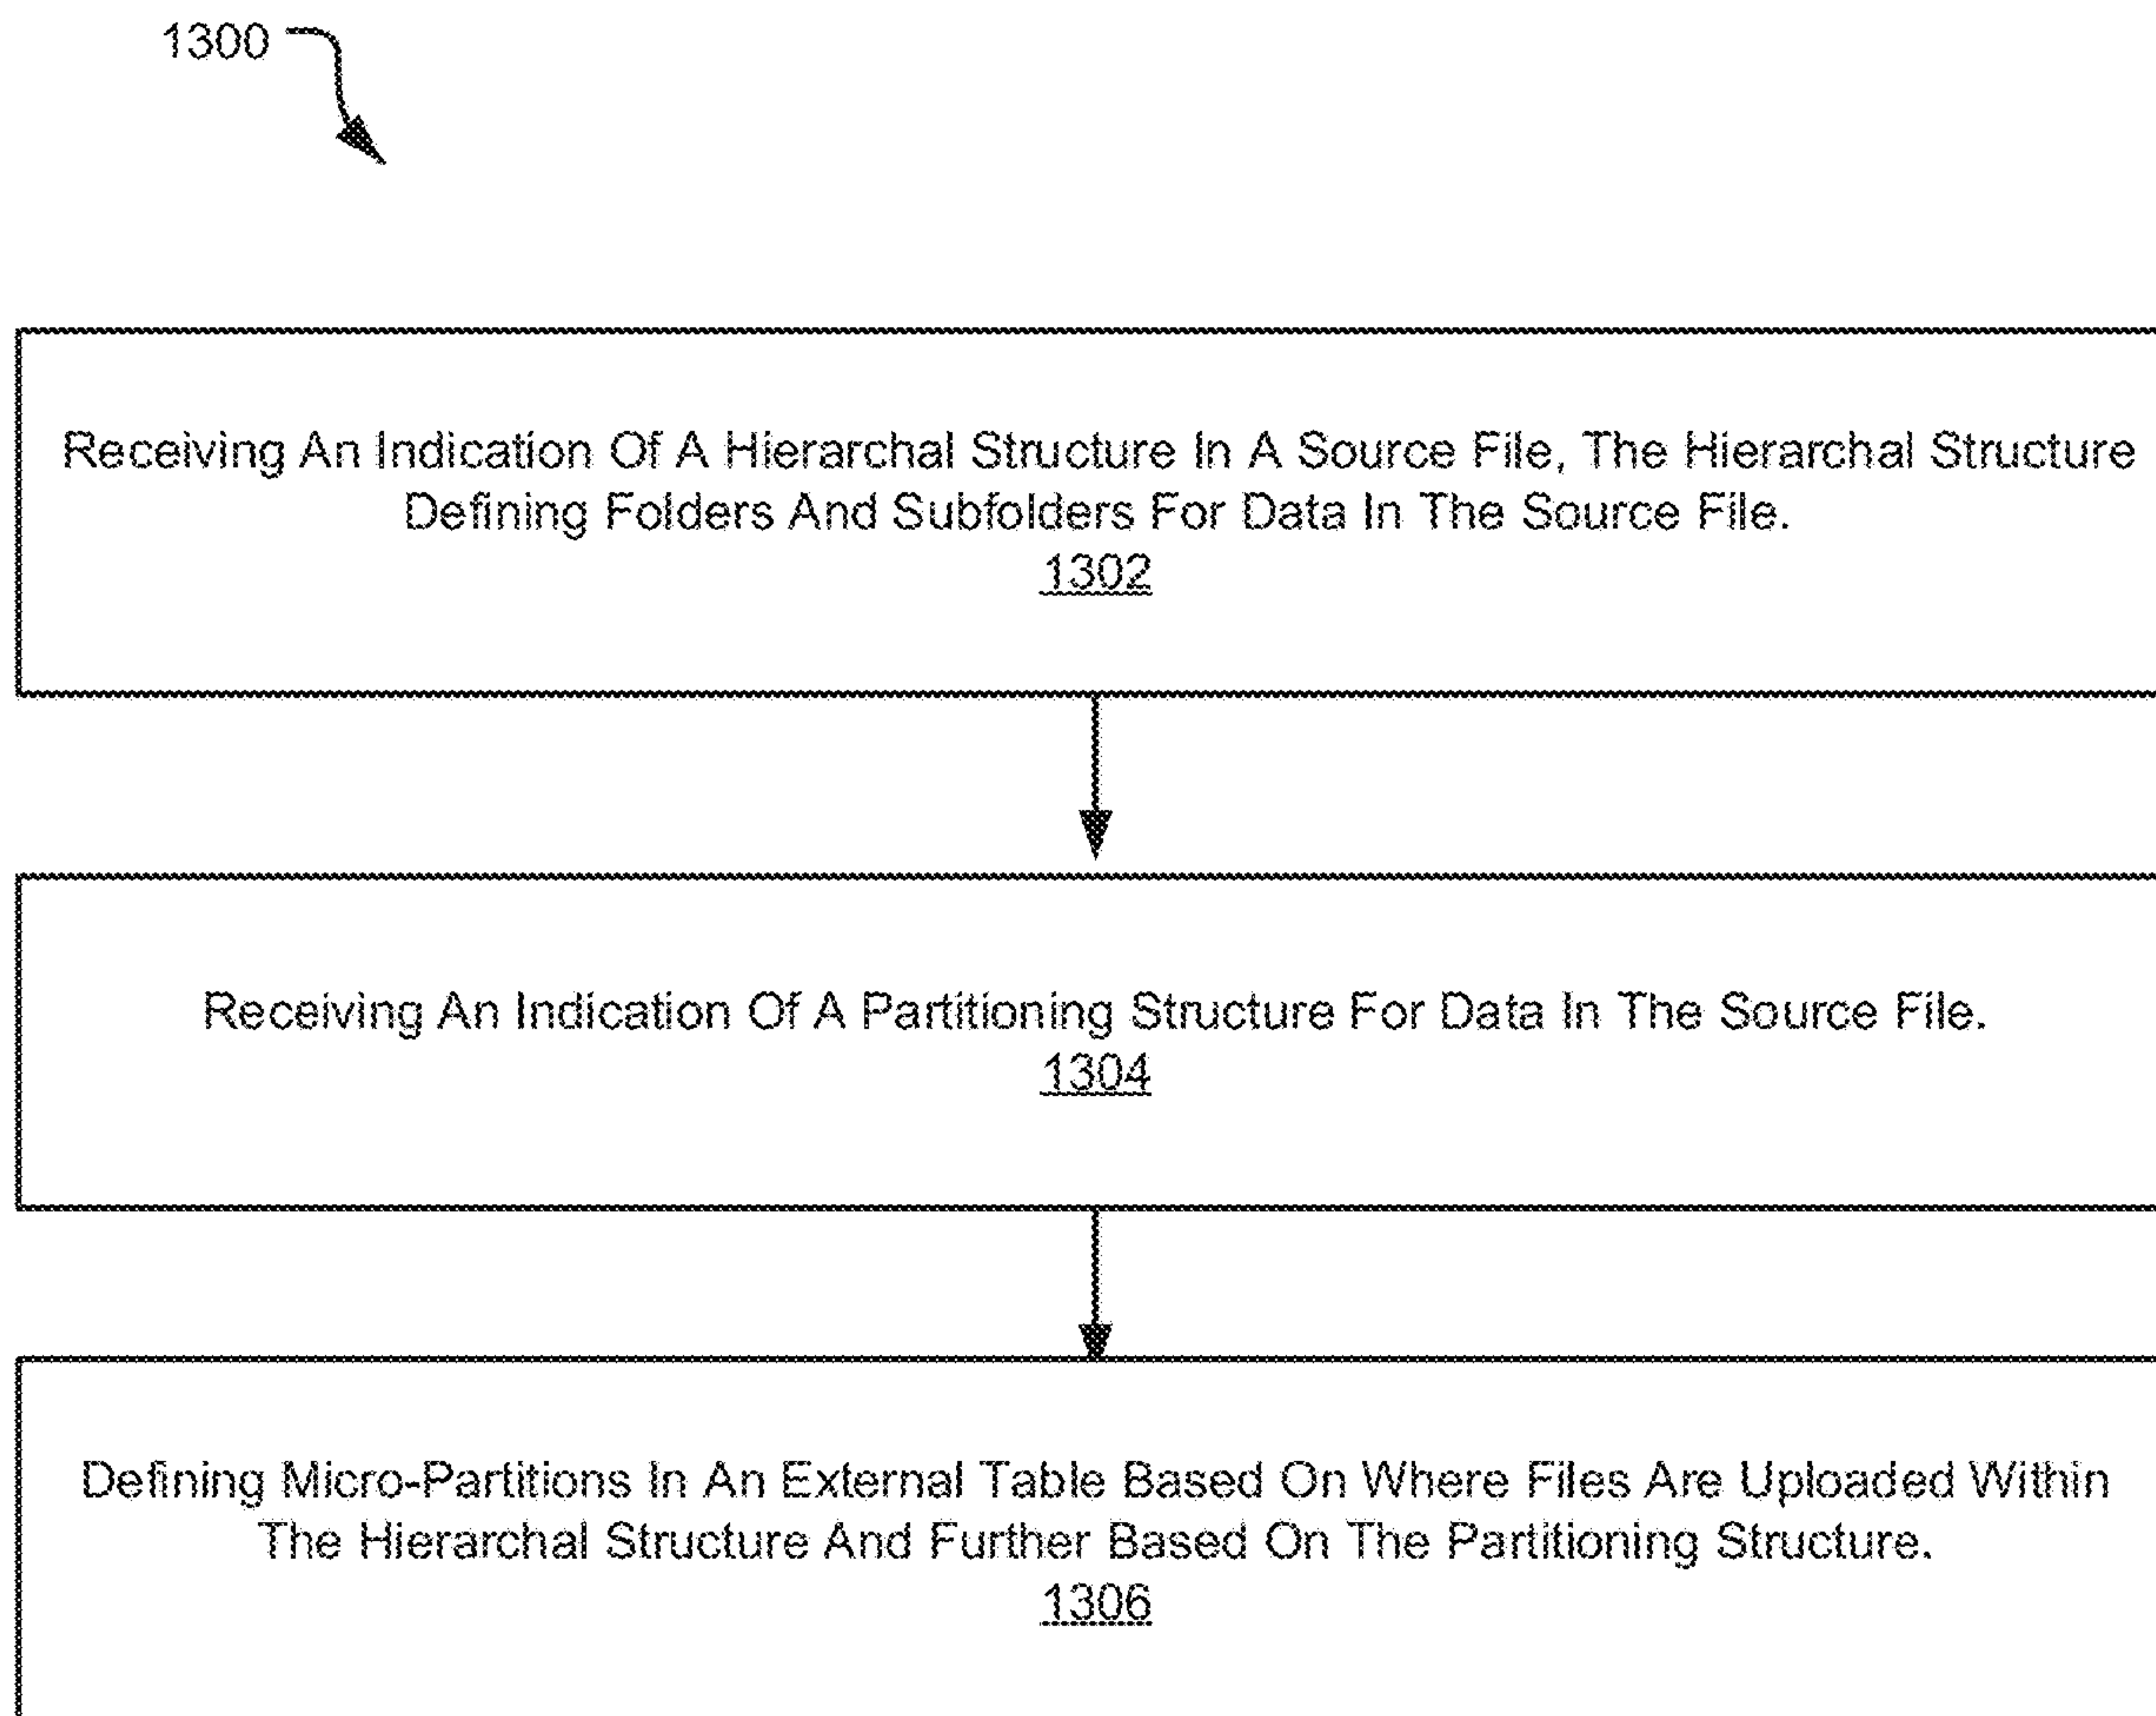 1300
Receiving An Indication Of A Hierarchal Structure In A Source File, The Hierarchal Structure
Defining Folders And Subfolders For Data In The Source File.
1302
Receiving An Indication Of A Partitioning Structure For Data In The Source File.
1304
Defining Micro-Partitions In An External Table Based On Where Files Are Uploaded Within
The Hierarchal Structure And Further Based On The Partitioning Structure.
1306